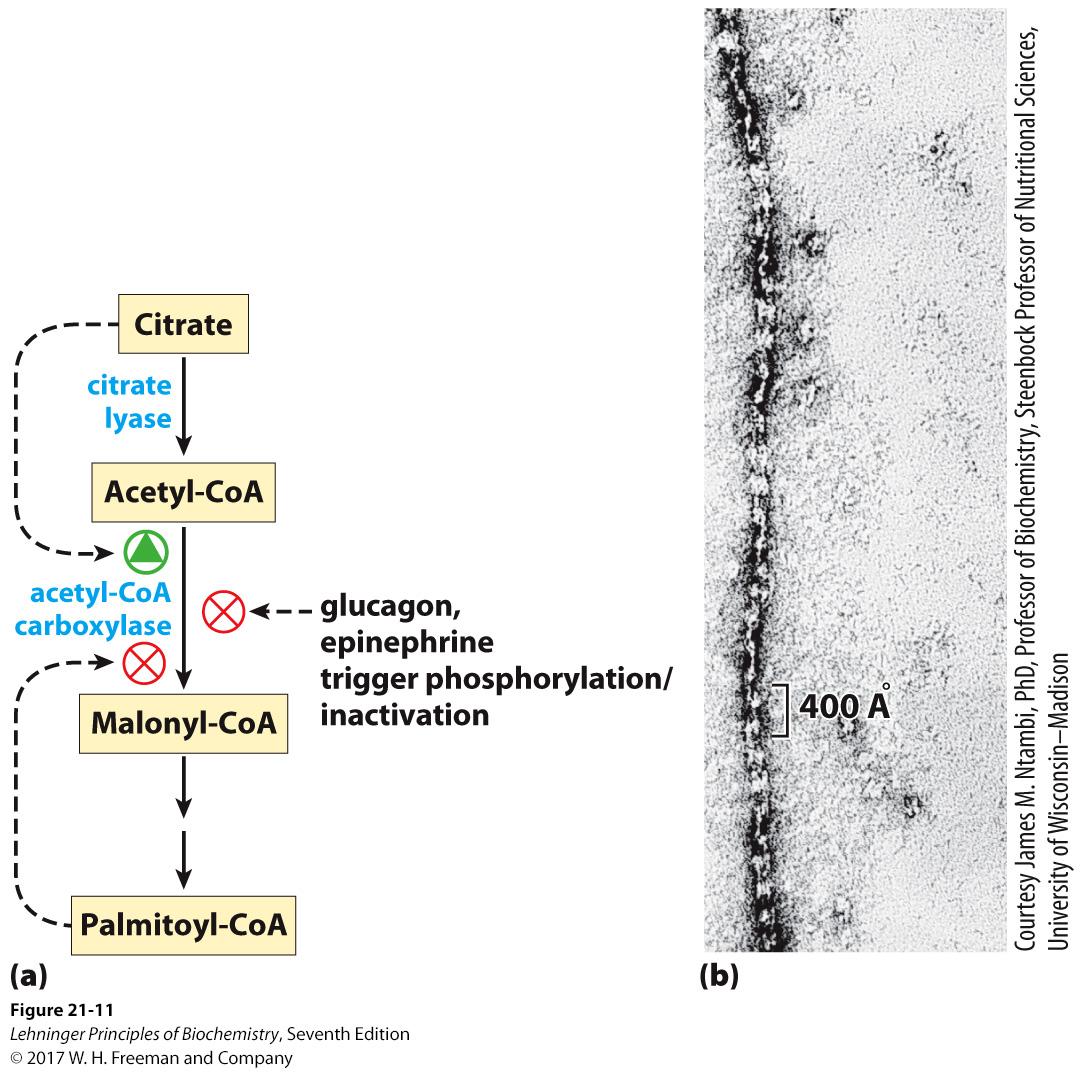 Citrate
citrate
lyase
Acetyl-CoA
acetyl-CoA
carboxylase
glucagon,
epinephrine
trigger phosphorylation/
inactivation
Malonyl-CoA
Palmitoyl-CoA
(a)
400 Å
(b)
Courtesy James M. Ntambi, PhD, Professor of Biochemistry, Steenbock Professor of Nutritional Sciences,
University of Wisconsin–Madison
Figure 21-11
Lehninger Principles of Biochemistry, Seventh Edition
© 2017 W. H. Freeman and Company